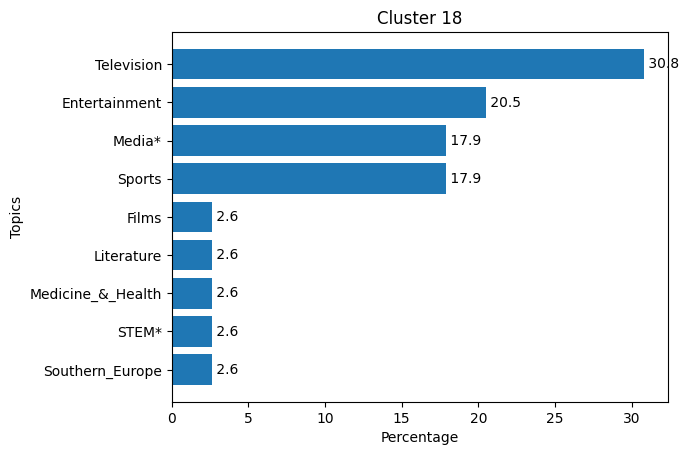 Cluster 18
Television 30.8
Entertainment 20.5
Media* 17.9
Sports 17.9
Films 2.6
Literature 2.6
Medicine_&_Health 2.6
STEM* 2.6
Southern_Europe 2.6
Topics
0 5 10 15 20 25 30
Percentage